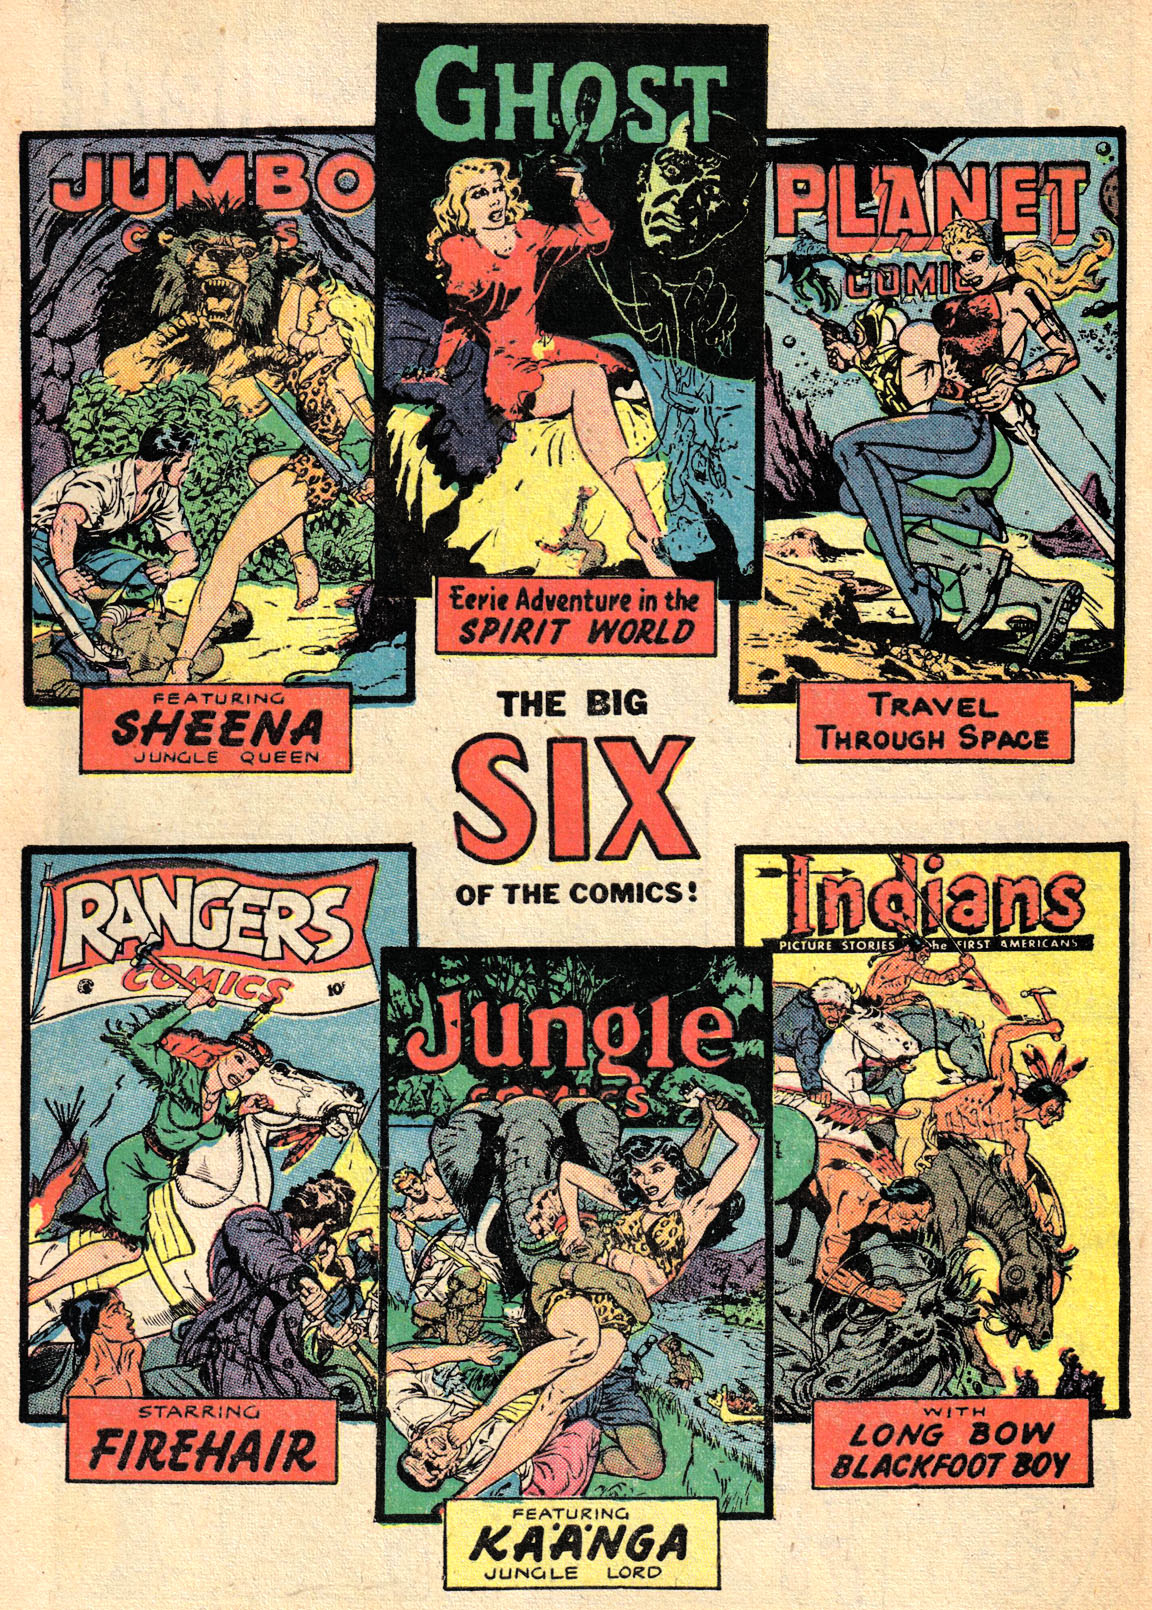 GHOST
Eerie Adventure in the
SPIRIT WORLD
JUMBO
FEATURING
SHEENA
JUNGLE QUEEN
PLANET
COMIC
TRAVEL
THROUGH SPACE
THE BIG
SIX
OF THE COMICS!
RANGERS
COMICS
10¢
STARRING
FIREHAIR
Jungle
COMICS
FEATURING
KA'A'NGA
JUNGLE LORD
Indians
PICTURE STORIES the FIRST AMERICANS
WITH
LONG BOW
BLACKFOOT BOY